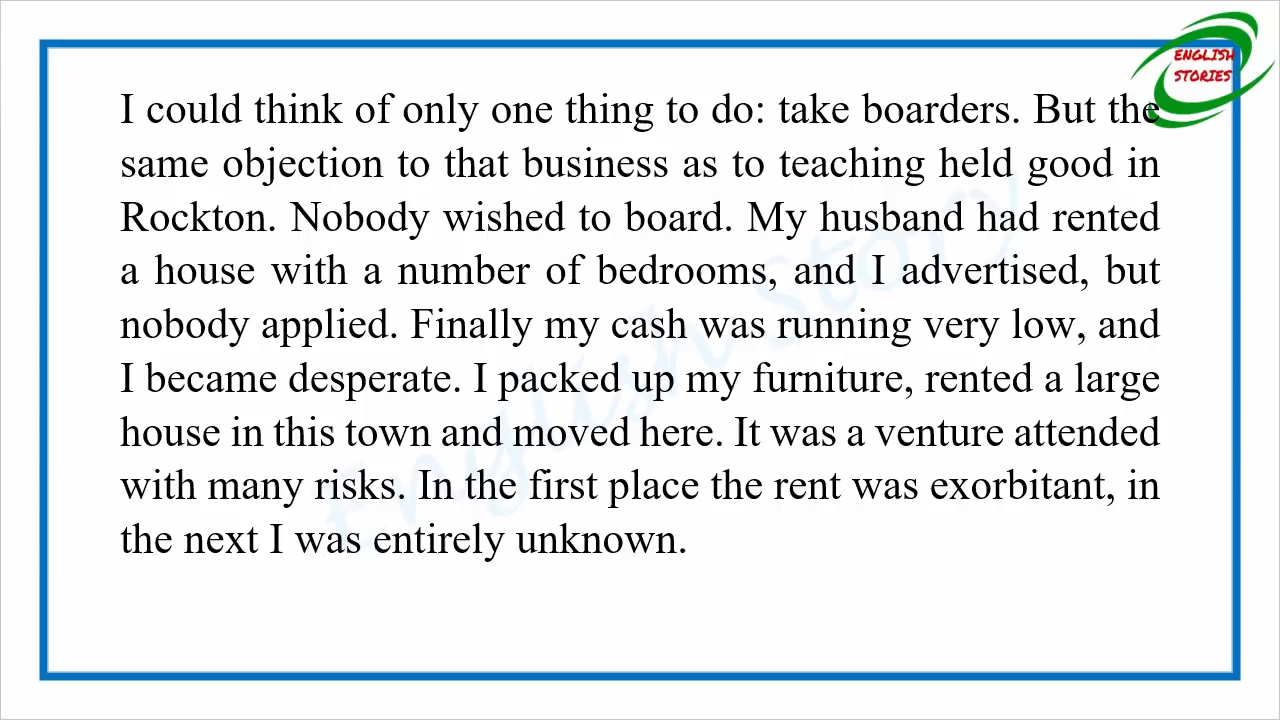 ENGLISH
STORIES
I could think of only one thing to do: take boarders. But the
same objection to that business as to teaching held good in
Rockton. Nobody wished to board. My husband had rented
a house with a number of bedrooms, and I advertised, but
nobody applied. Finally my cash was running very low, and
I became desperate. I packed up my furniture, rented a large
house in this town and moved here. It was a venture attended
with many risks. In the first place the rent was exorbitant, in
the next I was entirely unknown.
English Story